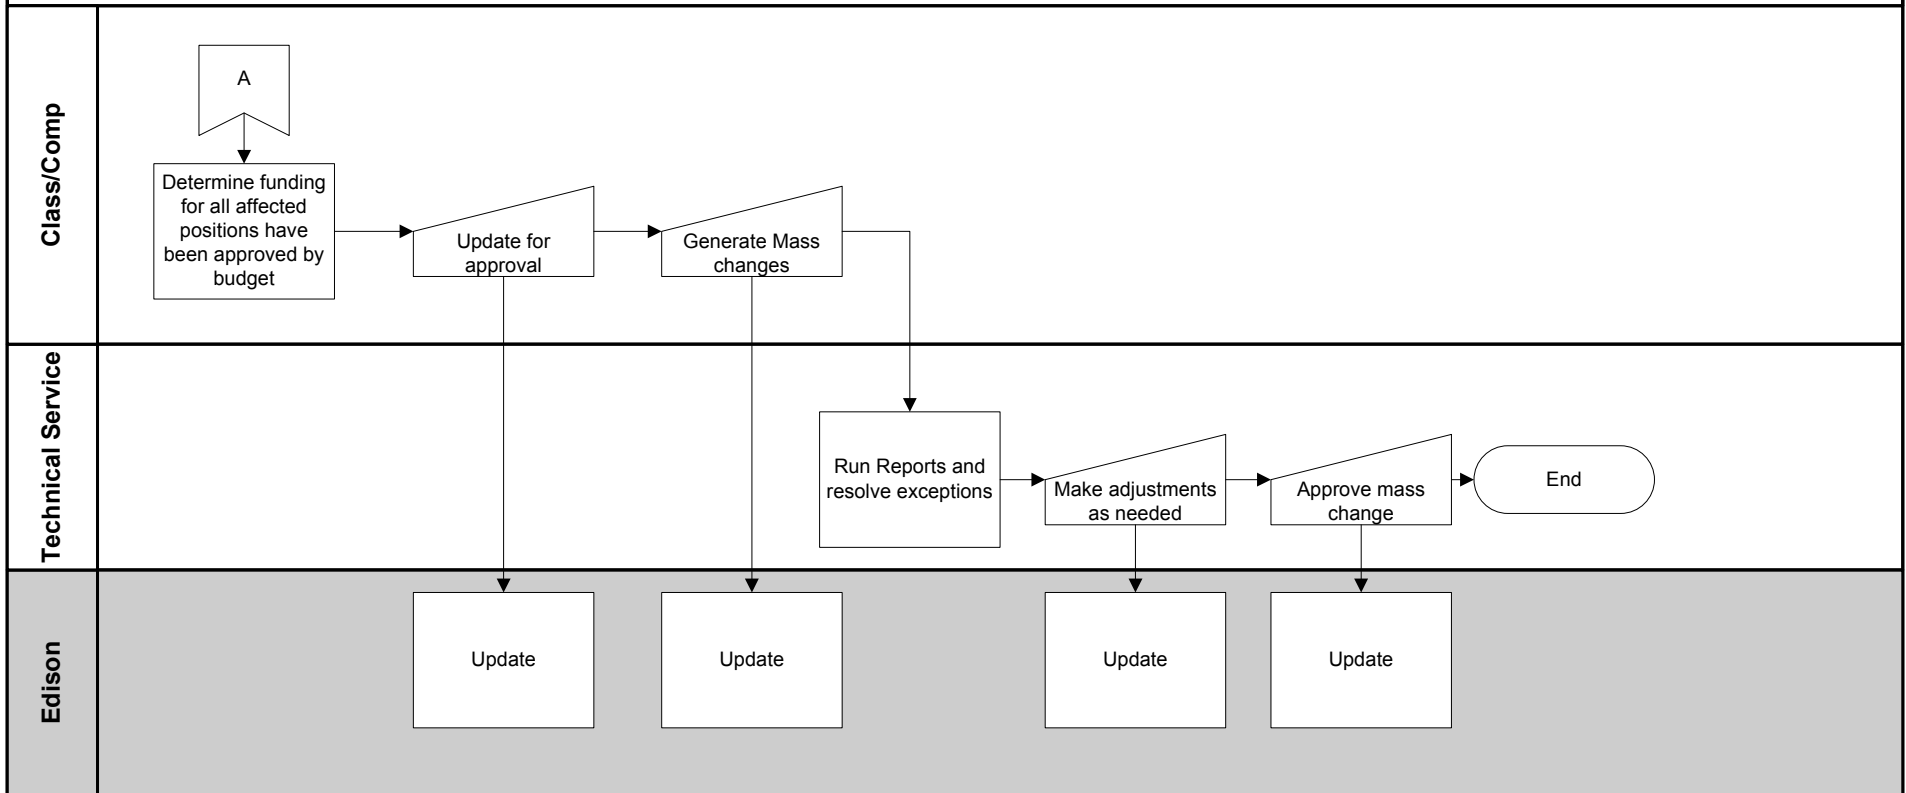 Class/Comp
A
Determine funding
for all affected
positions have
been approved by
budget
Update for
approval
Generate Mass
changes
Technical Service
Run Reports and
resolve exceptions
Make adjustments
as needed
Approve mass
change
End
Edison
Update
Update
Update
Update